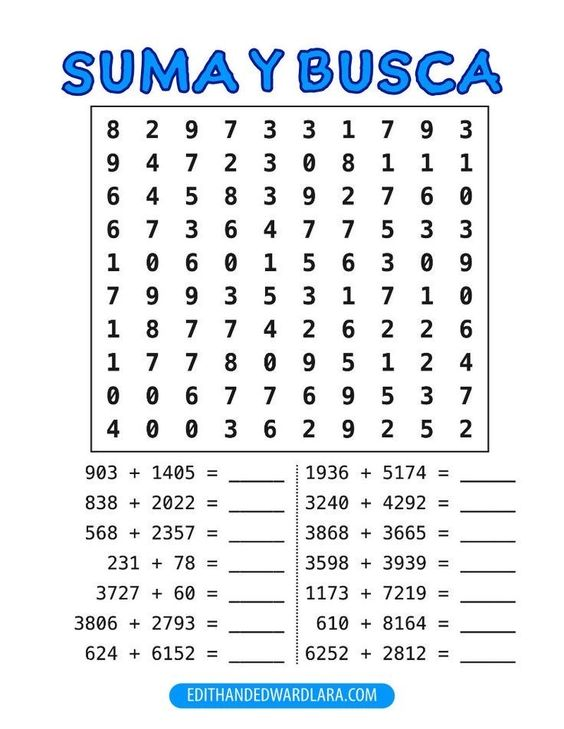 SUMA Y BUSCA
8 2 9 7 3 3 1 7 9 3
9 4 7 2 3 0 8 1 1 1
6 4 5 8 3 9 2 7 6 0
6 7 3 6 4 7 7 5 3 3
1 0 6 0 1 5 6 3 0 9
7 9 9 3 5 3 1 7 1 0
1 8 7 7 4 2 6 2 2 6
1 7 7 8 0 9 5 1 2 4
0 0 6 7 7 6 9 5 3 7
4 0 0 3 6 2 9 2 5 2
903 + 1405 = _____
838 + 2022 = _____
568 + 2357 = _____
231 + 78 = _____
3727 + 60 = _____
3806 + 2793 = _____
624 + 6152 = _____
1936 + 5174 = _____
3240 + 4292 = _____
3868 + 3665 = _____
3598 + 3939 = _____
1173 + 7219 = _____
610 + 8164 = _____
6252 + 2812 = _____
EDITHANDEDWARDLARA.COM